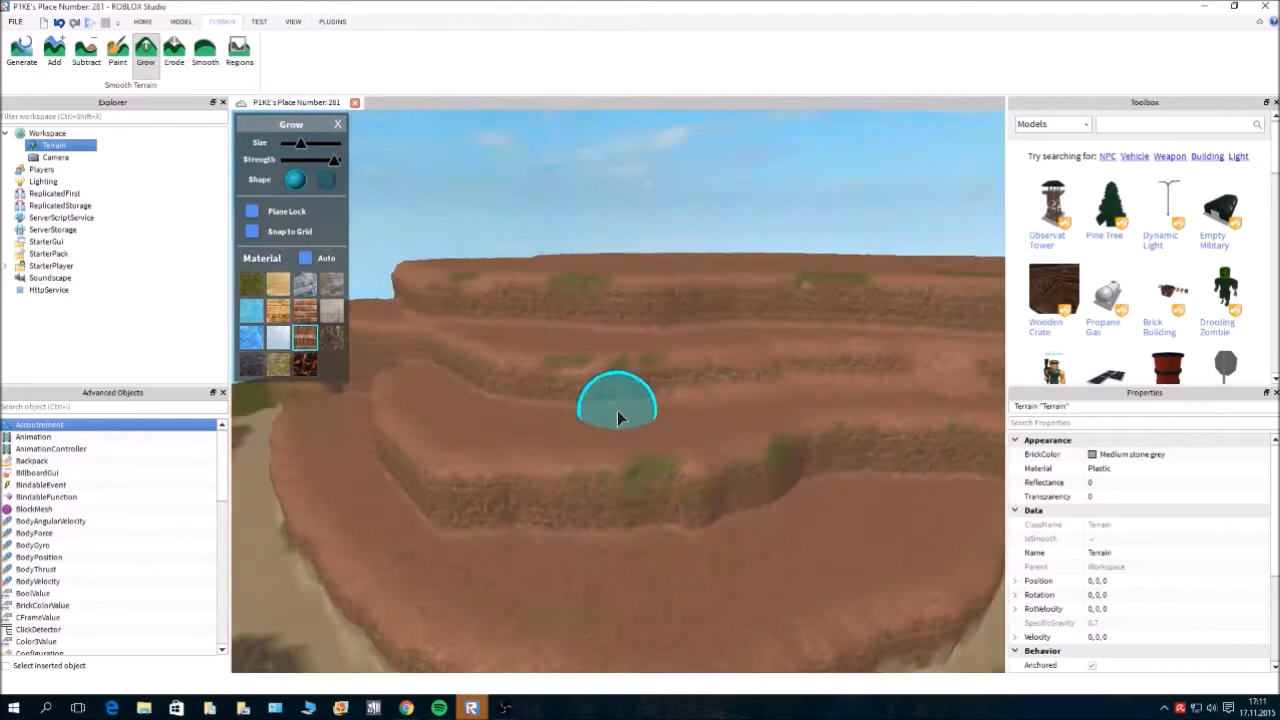 P1KE's Place Number: 281 - ROBLOX Studio
FILE HOME MODEL TERRAIN TEST VIEW PLUGINS
Generate Add Subtract Paint Grow Erode Smooth Regions
Smooth Terrain
Explorer
Filter workspace (Ctrl+Shift+X)
Workspace
Terrain
Camera
Players
Lighting
ReplicatedFirst
ReplicatedStorage
ServerScriptService
ServerStorage
StarterGui
StarterPack
StarterPlayer
Soundscape
HttpService
Advanced Objects
Search object (Ctrl+I)
Accoutrement
Animation
AnimationController
Backpack
BillboardGui
BindableEvent
BindableFunction
BlockMesh
BodyAngularVelocity
BodyForce
BodyGyro
BodyPosition
BodyThrust
BodyVelocity
BoolValue
BrickColorValue
CFrameValue
ClickDetector
Color3Value
Configuration
Select inserted object
P1KE's Place Number: 281
Grow X
Size
Strength
Shape
Plane Lock
Snap to Grid
Material Auto
Toolbox
Models
Try searching for: NPC Vehicle Weapon Building Light
Observat Tower
Pine Tree
Dynamic Light
Empty Military
Wooden Crate
Propane Gas
Brick Building
Drooling Zombie
Properties
Terrain "Terrain"
Search Properties
Appearance
BrickColor Medium stone grey
Material Plastic
Reflectance 0
Transparency 0
Data
ClassName Terrain
IsSmooth
Name Terrain
Parent Workspace
Position 0, 0, 0
Rotation 0, 0, 0
RotVelocity 0, 0, 0
SpecificGravity 0.7
Velocity 0, 0, 0
Behavior
Anchored
17:11
17.11.2015